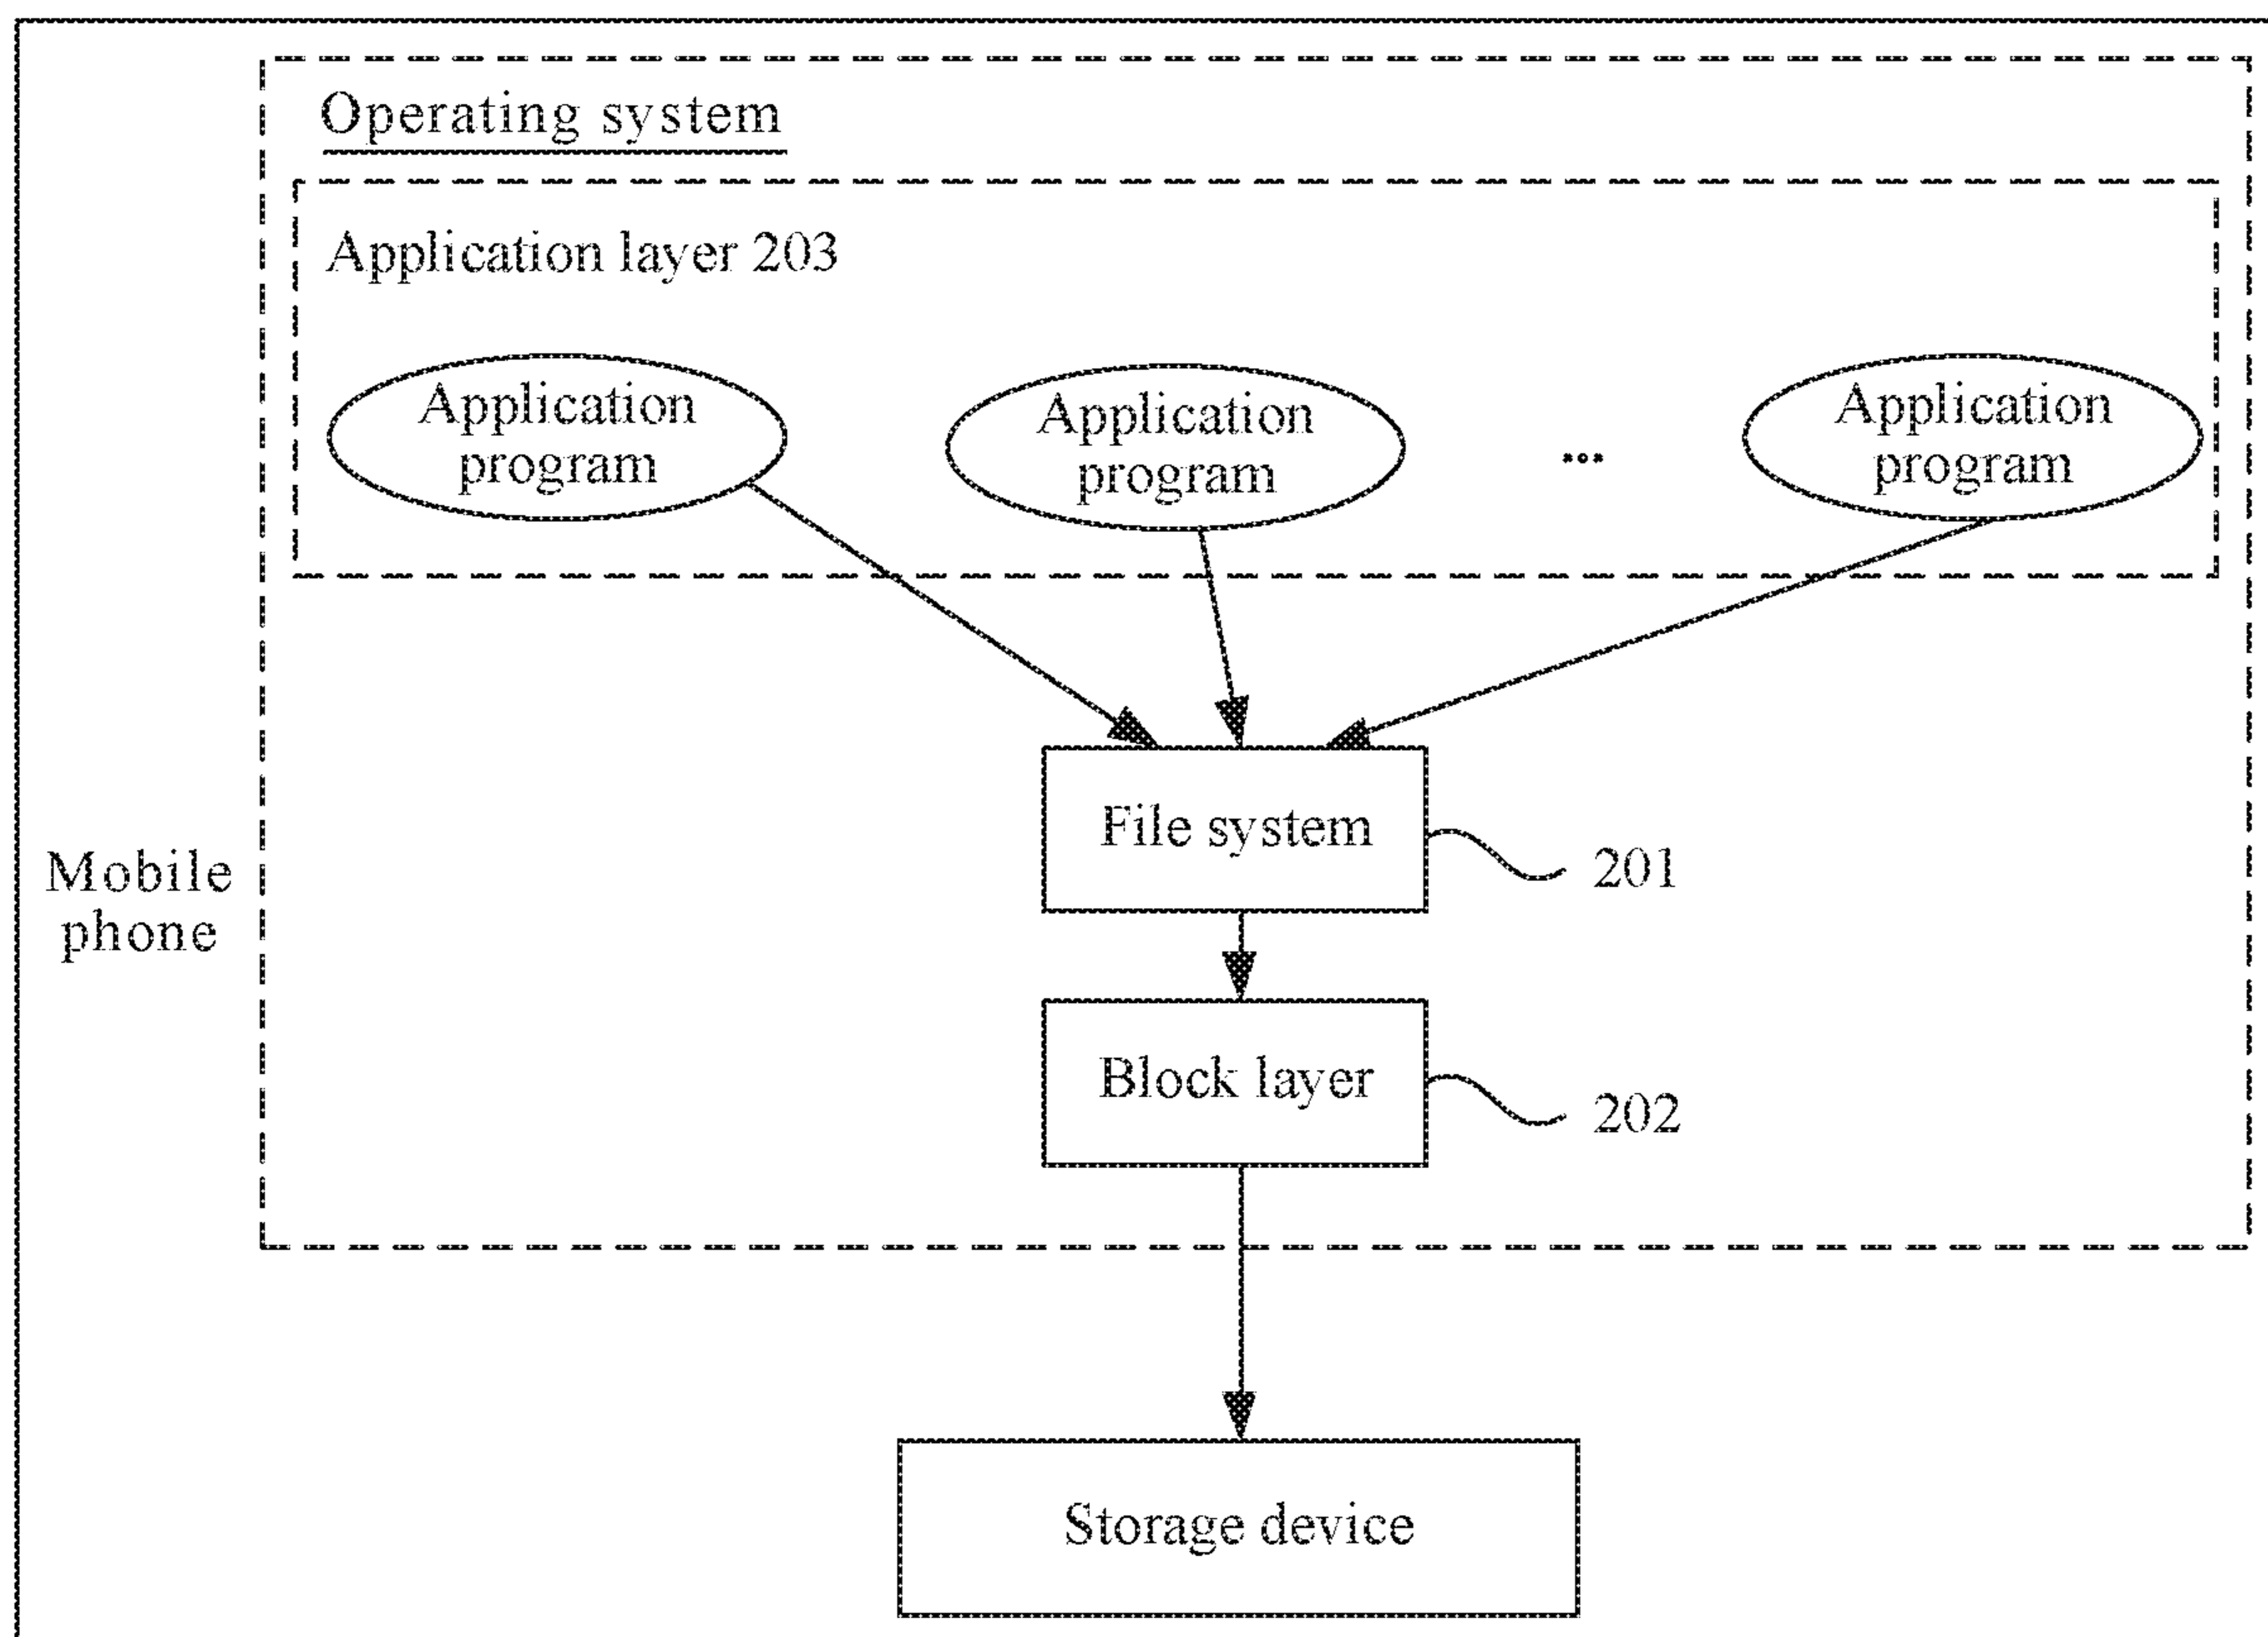 Operating system
Application layer 203
Application
program
Application
program
...
Application
program
File system
201
Mobile
phone
Block layer
202
Storage device